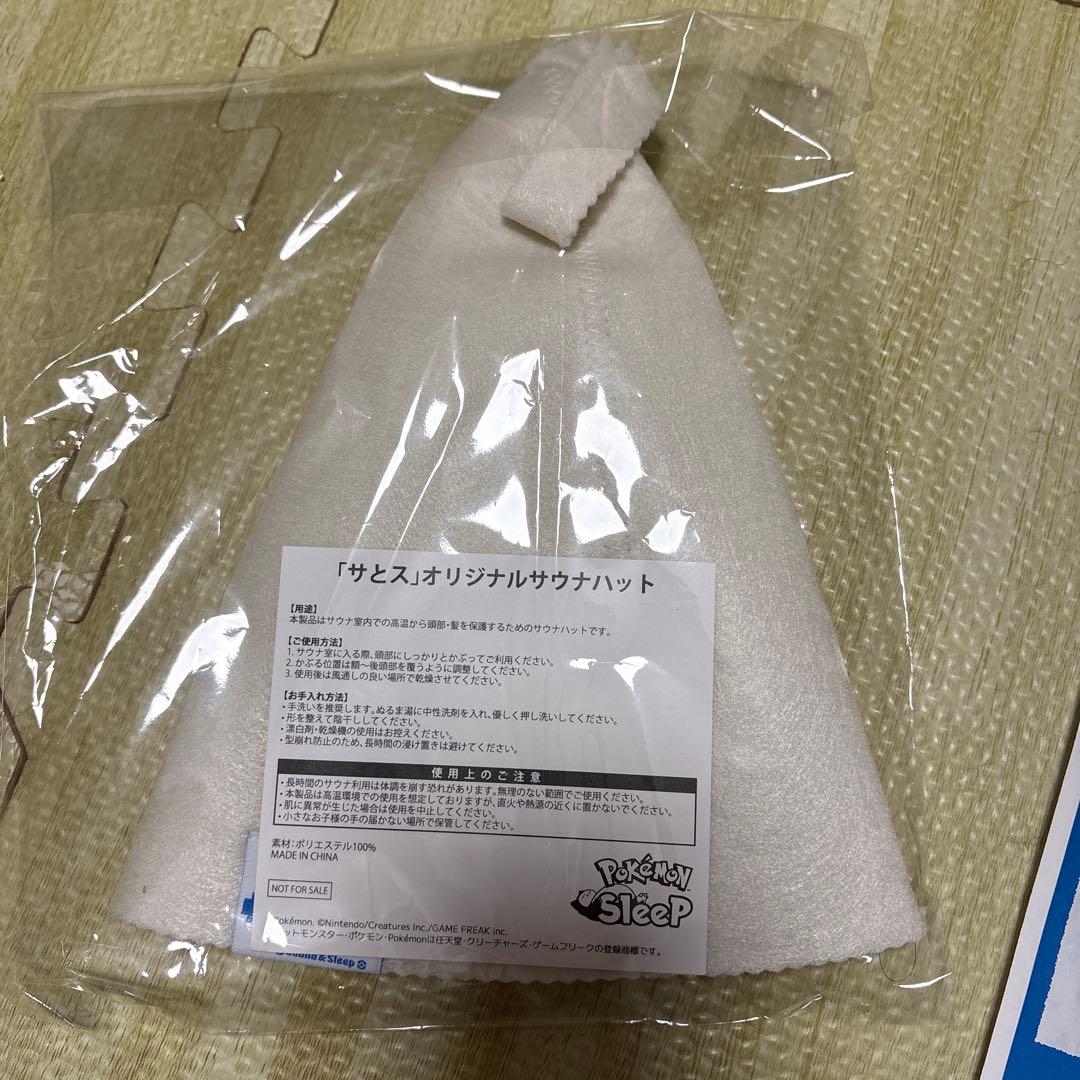 「サとス」オリジナルサウナハット
【用途】
本製品はサウナ室内での高温から頭部・髪を保護するためのサウナハットです。
【ご使用方法】
1. サウナ室に入る際、頭部にしっかりとかぶってご利用ください。
2. かぶる位置は額～後頭部を覆うように調整してください。
3. 使用後は風通しの良い場所で乾燥させてください。
【お手入れ方法】
・手洗いを推奨します。ぬるま湯に中性洗剤を入れ、優しく押し洗いしてください。
・形を整えて陰干ししてください。
・漂白剤・乾燥機の使用はお控えください。
・型崩れ防止のため、長時間の浸け置きは避けてください。
使用上のご注意
・長時間のサウナ利用は体調を崩す恐れがあります。無理のない範囲でご使用ください。
・本製品は高温環境での使用を想定しておりますが、直火や熱源の近くに置かないでください。
・肌に異常が生じた場合は使用を中止してください。
・小さなお子様の手の届かない場所で保管してください。
素材：ポリエステル100%
MADE IN CHINA
NOT FOR SALE
Pokémon
Sleep
Pokémon. ©Nintendo/Creatures Inc./GAME FREAK inc.
ットモンスター・ポケモン・Pokémonは任天堂・クリーチャーズ・ゲームフリークの登録商標です。
& Sleep